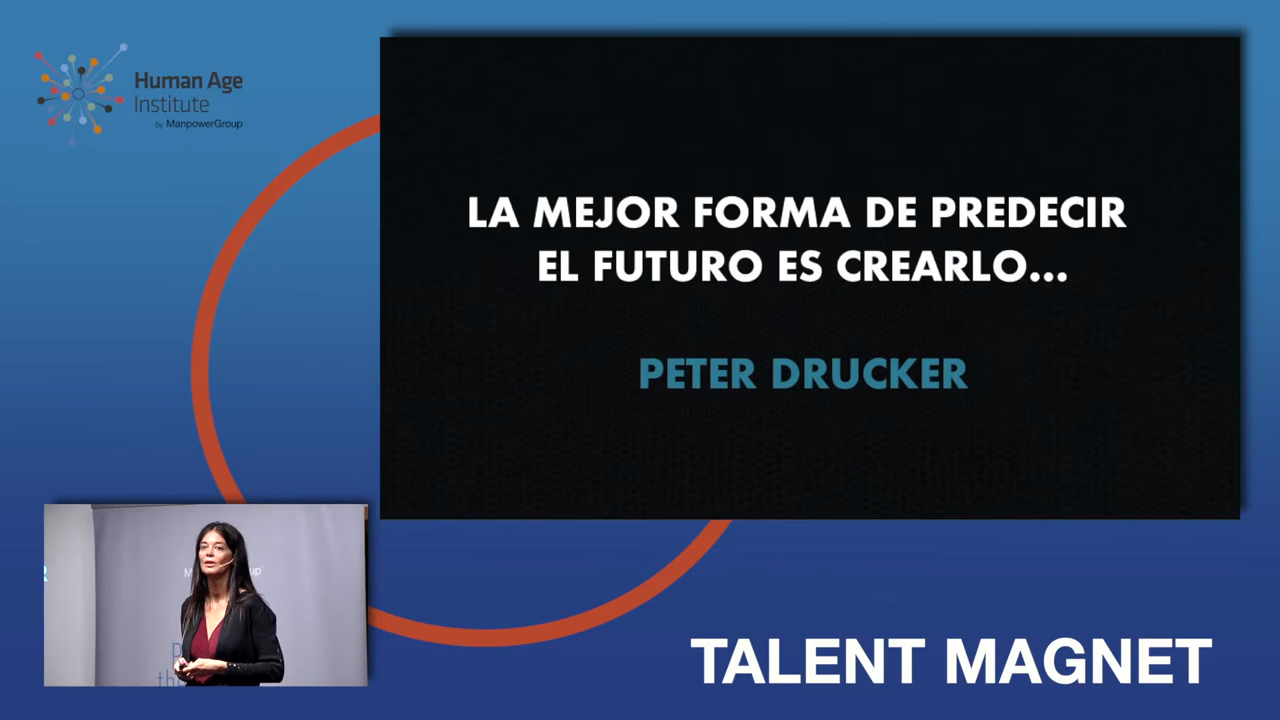 Human Age
Institute
by ManpowerGroup
LA MEJOR FORMA DE PREDECIR
EL FUTURO ES CREARLO...
PETER DRUCKER
TALENT MAGNET